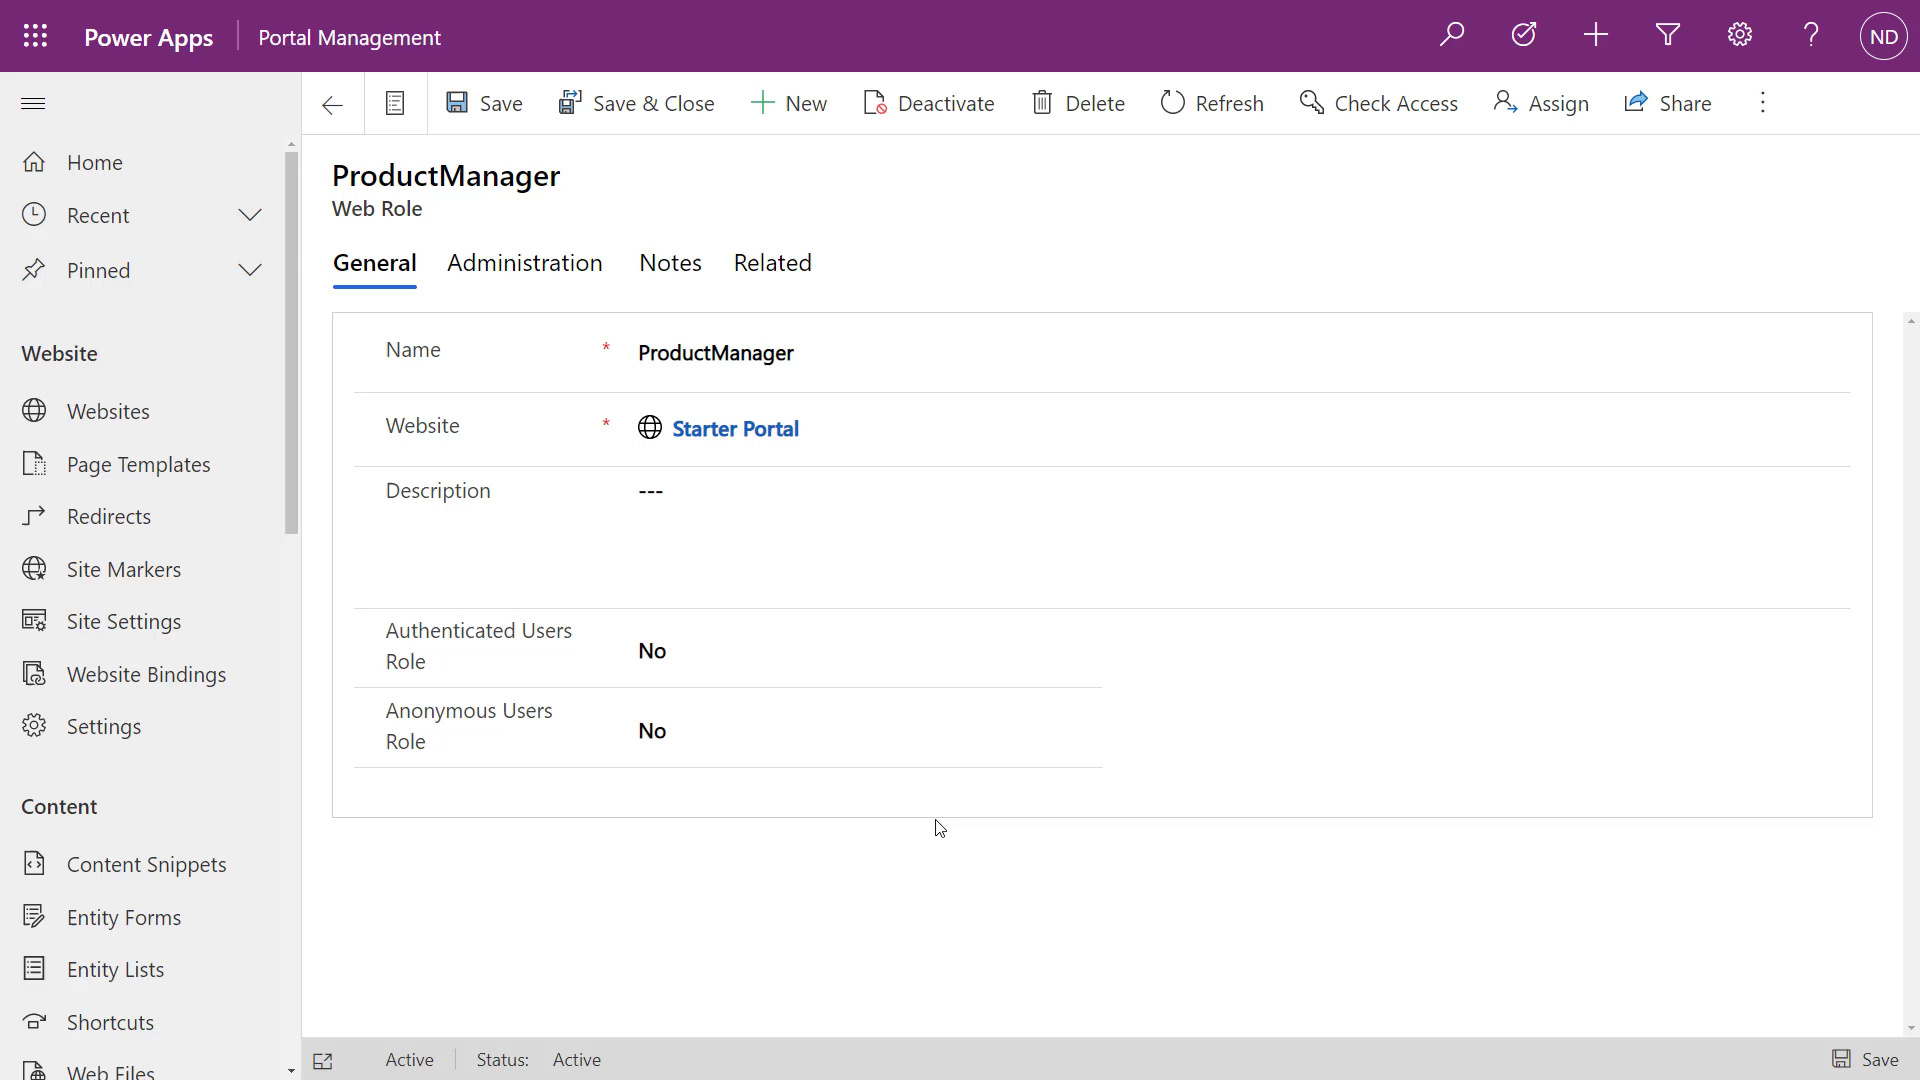 Power Apps
Portal Management
ND
Save
Save & Close
New
Deactivate
Delete
Refresh
Check Access
Assign
Share
Home
Recent
Pinned
Website
Websites
Page Templates
Redirects
Site Markers
Site Settings
Website Bindings
Settings
Content
Content Snippets
Entity Forms
Entity Lists
Shortcuts
Web Files
ProductManager
Web Role
General
Administration
Notes
Related
Name * ProductManager
Website * Starter Portal
Description ---
Authenticated Users
Role
No
Anonymous Users
Role
No
Active
Status: Active
Save